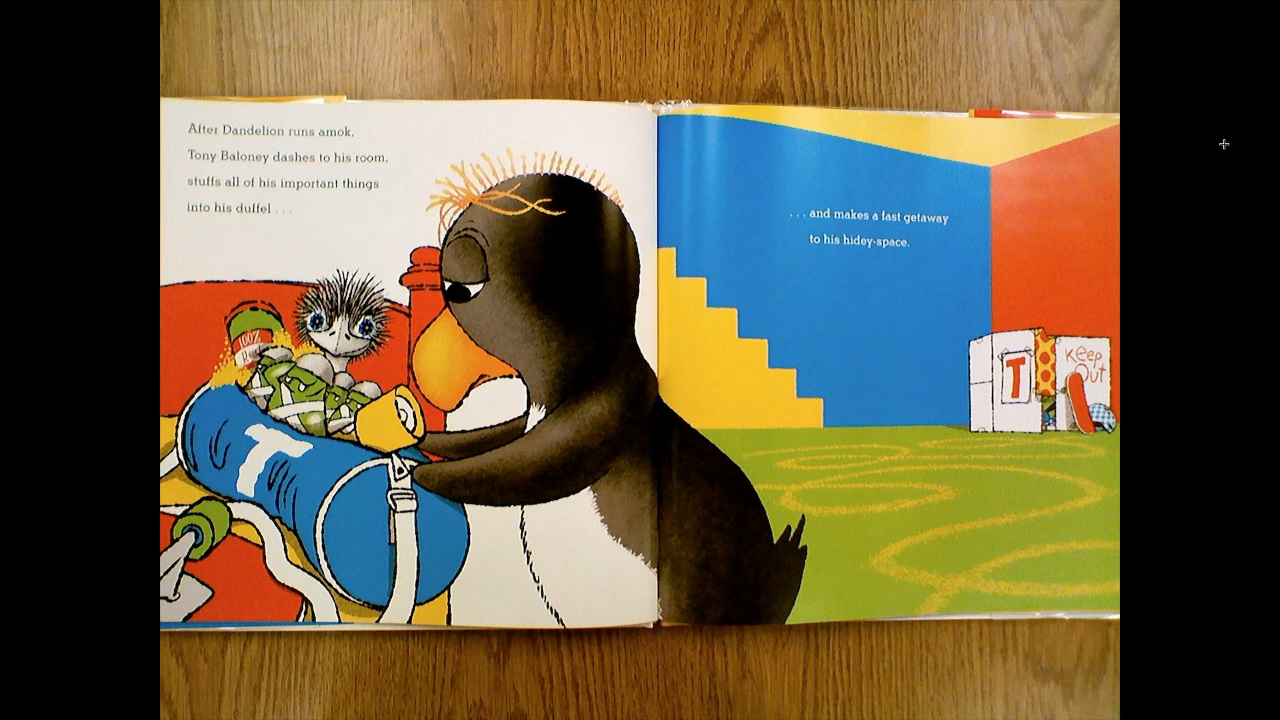 After Dandelion runs amok,
Tony Baloney dashes to his room,
stuffs all of his important things
into his duffel . . .
. . . and makes a fast getaway
to his hidey-space.
100%
T
T
Keep
Out